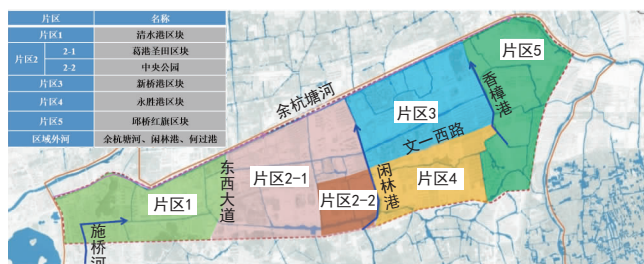 片区 名称
片区1 清水港区块
片区2 2-1 葛港圣田区块
2-2 中央公园
片区3 新桥港区块
片区4 永胜港区块
片区5 邱桥红旗区块
区域外河 余杭塘河、闲林港、何过港
片区5
余杭塘河
香樟港
片区3
文一西路
东西大道
片区2-1
闲林港
片区4
片区2-2
片区1
施桥河